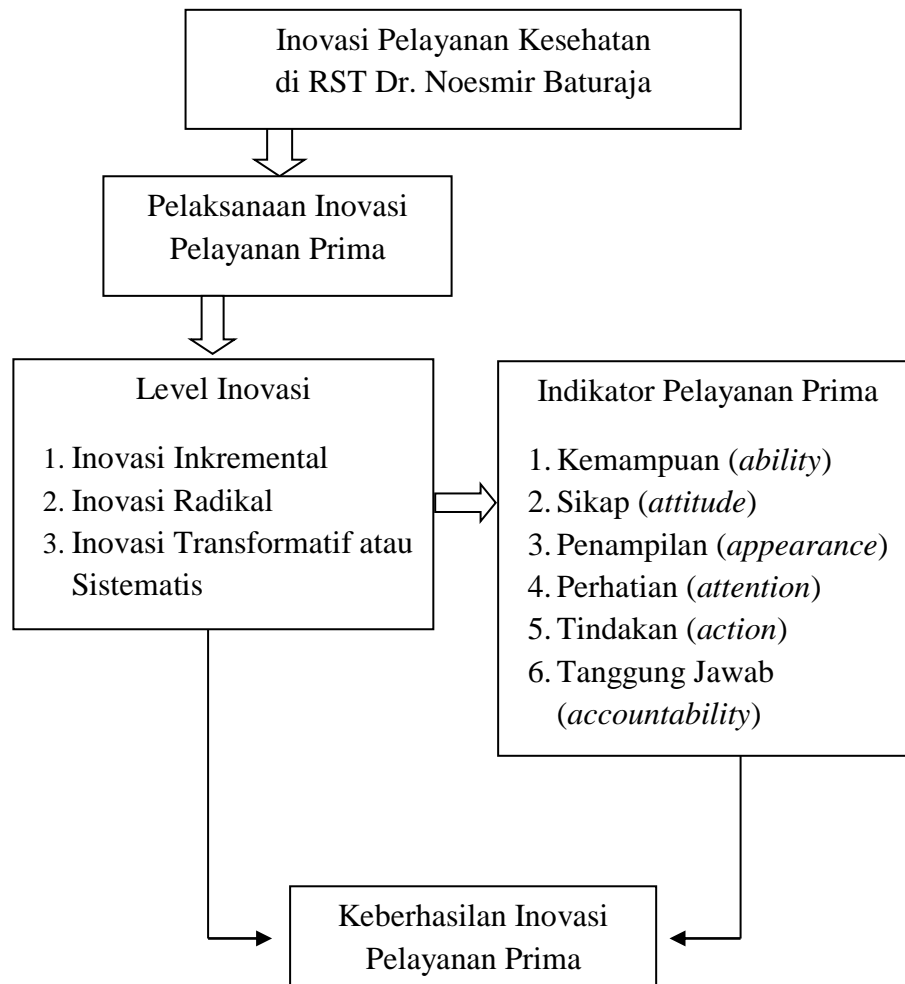 Inovasi Pelayanan Kesehatan
di RST Dr. Noesmir Baturaja
Pelaksanaan Inovasi
Pelayanan Prima
Level Inovasi
1. Inovasi Inkremental
2. Inovasi Radikal
3. Inovasi Transformatif atau
Sistematis
Indikator Pelayanan Prima
1. Kemampuan (ability)
2. Sikap (attitude)
3. Penampilan (appearance)
4. Perhatian (attention)
5. Tindakan (action)
6. Tanggung Jawab
(accountability)
Keberhasilan Inovasi
Pelayanan Prima